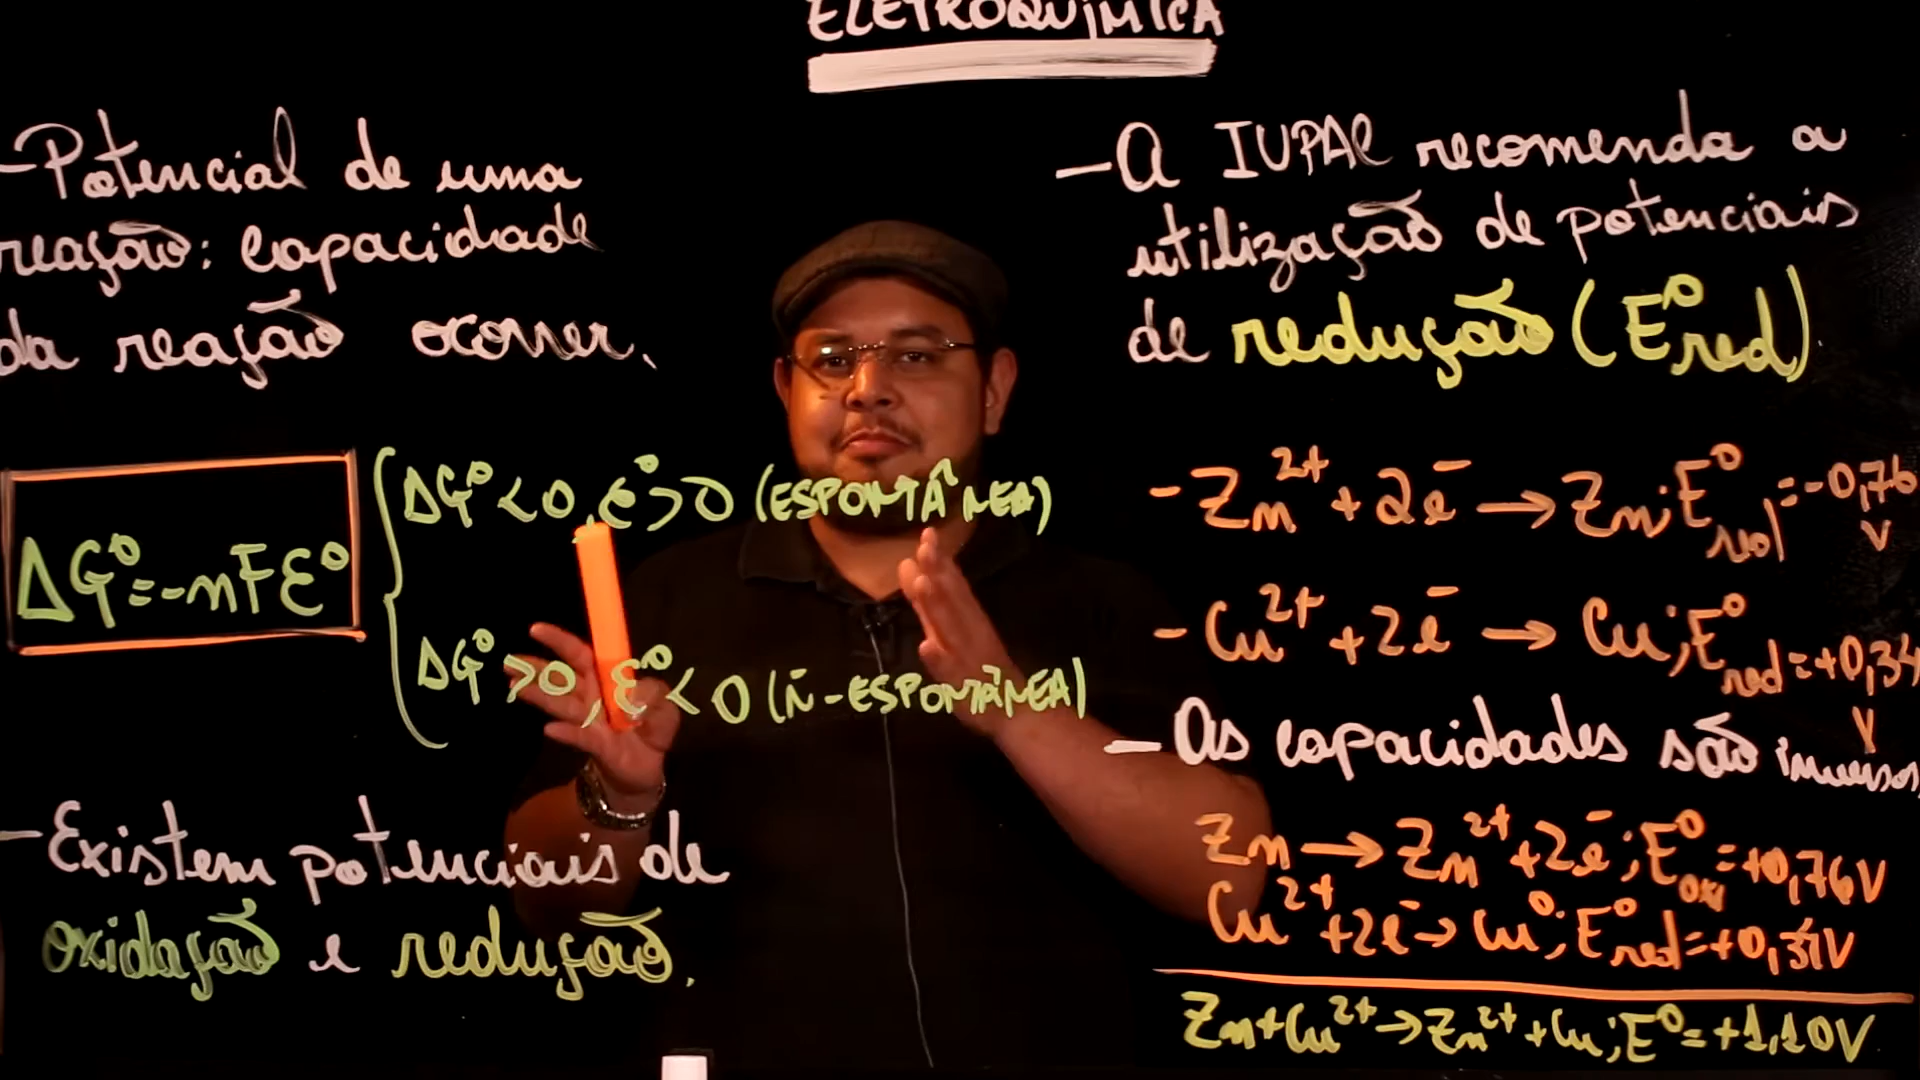 ELETROQUÍMICA
- Potencial de uma
reação: capacidade
da reação ocorrer.
ΔG°=-nFE°
ΔG°<0, E°>0 (ESPONTÂNEA)
ΔG°>0, E°<0 (Ñ-ESPONTÂNEA)
- Existem potenciais de
oxidação e redução.
- A IUPAC recomenda a
utilização de potenciais
de redução (E°red)
- Zn²⁺ + 2e⁻ → Zn; E°red = -0,76
V
- Cu²⁺ + 2e⁻ → Cu; E°red = +0,34
V
- As capacidades são inversas
Zn → Zn²⁺ + 2e⁻; E°oxi = +0,76V
Cu²⁺ + 2e⁻ → Cu°; E°red = +0,34V
Zn + Cu²⁺ → Zn²⁺ + Cu; E° = +1,10V